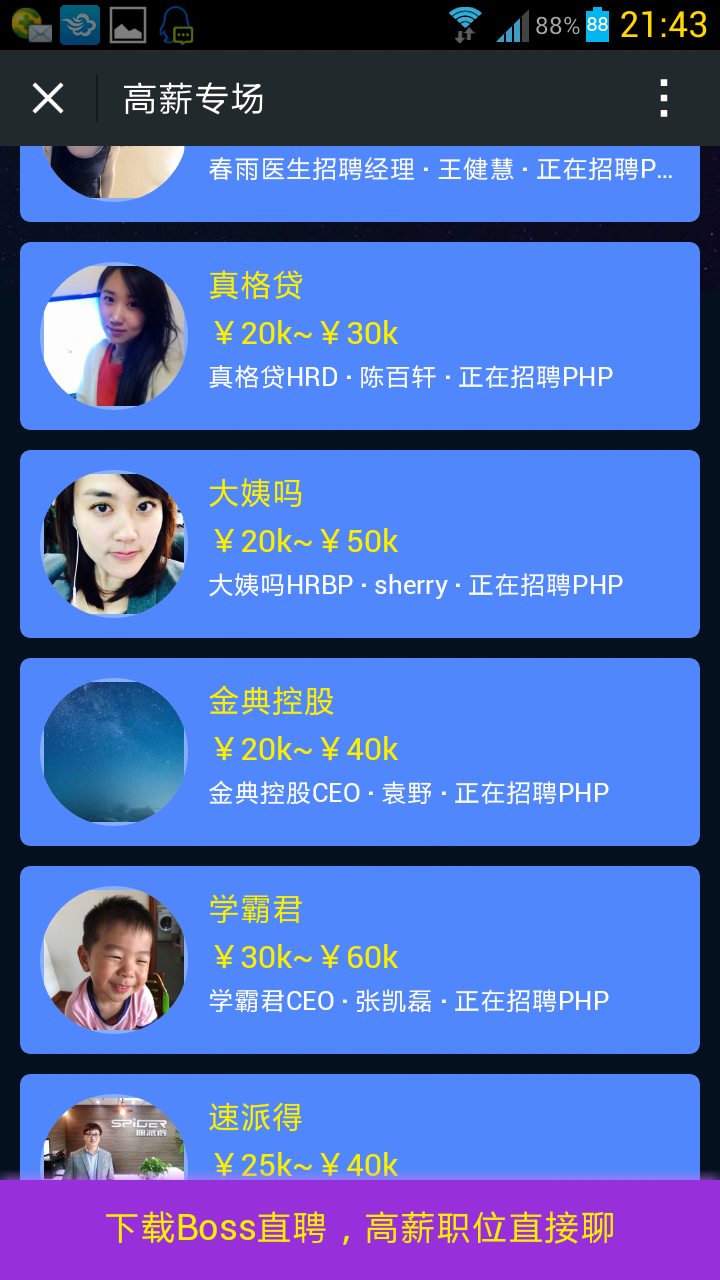 88% 88 21:43
高薪专场
春雨医生招聘经理 · 王健慧 · 正在招聘P...
真格贷
￥20k~￥30k
真格贷HRD · 陈百轩 · 正在招聘PHP
大姨吗
￥20k~￥50k
大姨吗HRBP · sherry · 正在招聘PHP
金典控股
￥20k~￥40k
金典控股CEO · 袁野 · 正在招聘PHP
学霸君
￥30k~￥60k
学霸君CEO · 张凯磊 · 正在招聘PHP
速派得
SPIDER
速派得
￥25k~￥40k
下载Boss直聘，高薪职位直接聊